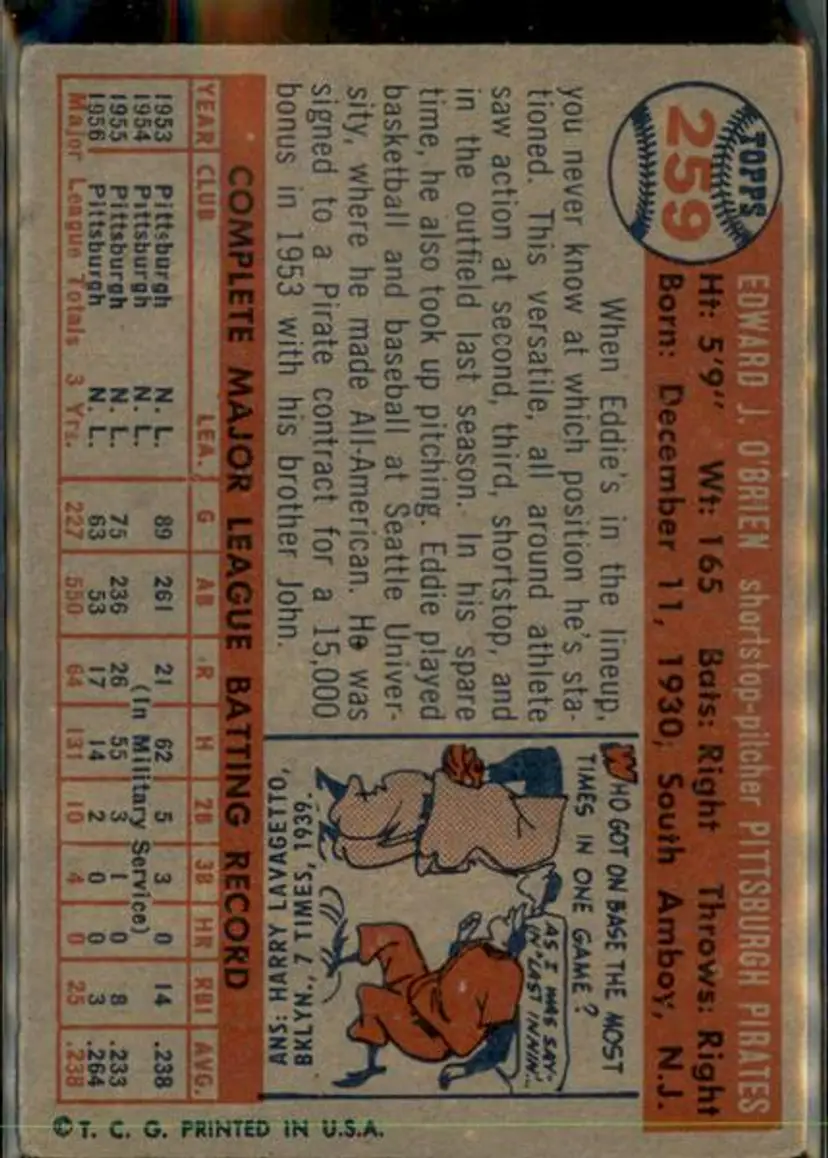 TOPPS
259
EDWARD J. O'BRIEN shortstop-pitcher PITTSBURGH PIRATES
Ht: 5'9" Wt: 165 Bats: Right Throws: Right
Born: December 11, 1930, South Amboy, N.J.
When Eddie's in the lineup,
you never know at which position he's sta-
tioned. This versatile, all around athlete
saw action at second, third, shortstop, and
in the outfield last season. In his spare
time, he also took up pitching. Eddie played
basketball and baseball at Seattle Univer-
sity, where he made All-American. He was
signed to a Pirate contract for a 15,000
bonus in 1953 with his brother John.
WHO GOT ON BASE THE MOST
TIMES IN ONE GAME?
AS I WAS SAY-
IN' LAST INNIN'...
ANS: HARRY LAVAGETTO,
BKLYN., 7 TIMES, 1939.
COMPLETE MAJOR LEAGUE BATTING RECORD
YEAR CLUB LEA. G AB R H 2B 3B HR RBI AVG.
1953 Pittsburgh N. L. 89 261 21 62 5 3 0 14 .238
1954 Pittsburgh N. L. (In Military Service)
1955 Pittsburgh N. L. 75 236 26 55 3 1 0 8 .233
1956 Pittsburgh N. L. 63 53 17 14 2 0 0 3 .264
Major League Totals 3 Yrs. 227 550 64 131 10 4 0 25 .238
© T. C. G. PRINTED IN U.S.A.